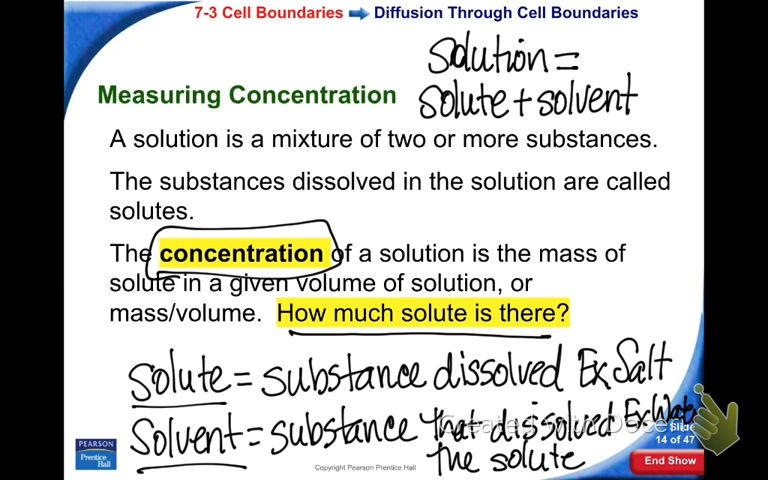 7-3 Cell Boundaries ➡ Diffusion Through Cell Boundaries
Solution =
solute + solvent
Measuring Concentration
A solution is a mixture of two or more substances.
The substances dissolved in the solution are called
solutes.
The concentration of a solution is the mass of
solute in a given volume of solution, or
mass/volume. How much solute is there?
Solute = substance dissolved Ex Salt
Solvent = substance that dissolved Ex Water
the solute
Created with Doceri
Slide
14 of 47
End Show
PEARSON
Prentice
Hall
Copyright Pearson Prentice Hall